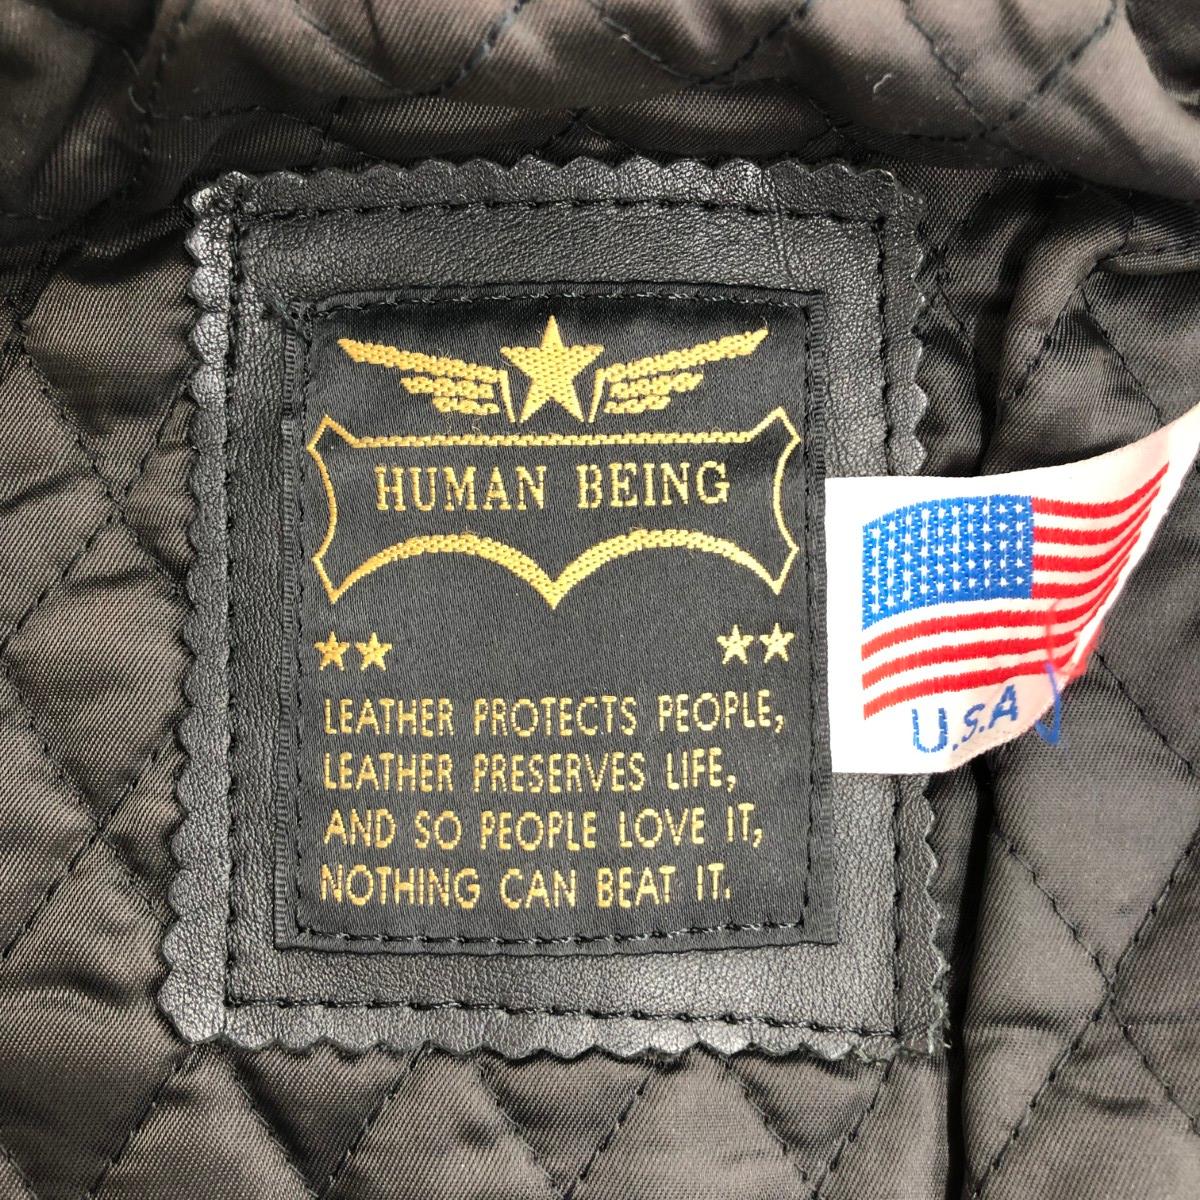 HUMAN BEING
LEATHER PROTECTS PEOPLE,
LEATHER PRESERVES LIFE,
AND SO PEOPLE LOVE IT,
NOTHING CAN BEAT IT.
U.S.A